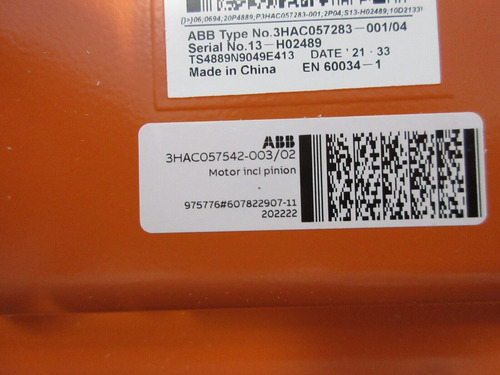 [)>06;0694;20P4889;P3HAC057283-001;2P04;S13-H02489;10D2133
ABB Type No.3HAC057283-001/04
Serial No.13-H02489
TS4889N9049E413 DATE '21・33
Made in China EN 60034-1
ABB
3HAC057542-003/02
Motor incl pinion
975776#607822907-11
202222